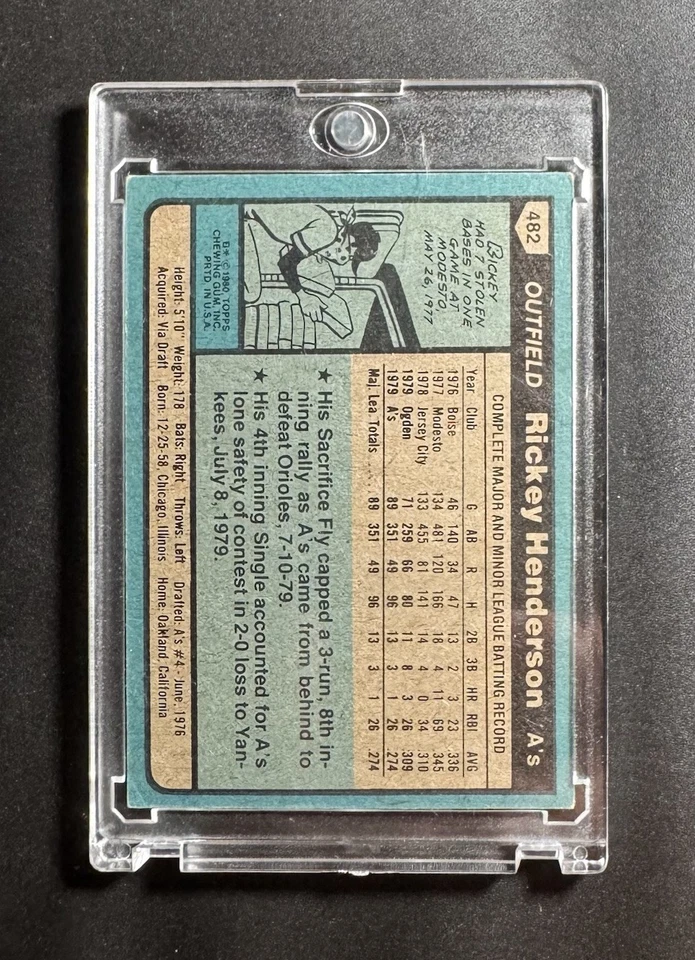 482 OUTFIELD Rickey Henderson A's
COMPLETE MAJOR AND MINOR LEAGUE BATTING RECORD
Year Club G AB R H 2B 3B HR RBI AVG
1976 Boise 46 140 34 47 13 2 3 23 .336
1977 Modesto 134 481 120 166 18 4 11 69 .345
1978 Jersey City 133 455 81 141 14 4 0 34 .310
1979 Ogden 71 259 66 80 11 8 3 26 .309
1979 A's 89 351 49 96 13 3 1 26 .274
Maj. Lea. Totals 89 351 49 96 13 3 1 26 .274
RICKEY
HAD 7 STOLEN
BASES IN ONE
GAME AT
MODESTO,
MAY 26, 1977
B* © 1980 TOPPS
CHEWING GUM, INC.
PRTD. IN U.S.A.
★ His Sacrifice Fly capped a 3-run, 8th in-
ning rally as A's came from behind to
defeat Orioles, 7-10-79.
★ His 4th inning Single accounted for A's
lone safety of contest in 2-0 loss to Yan-
kees, July 8, 1979.
Height: 5'10" Weight: 178 Bats: Right Throws: Left Drafted: A's #4-June, 1976
Acquired: Via Draft Born: 12-25-58, Chicago, Illinois Home: Oakland, California